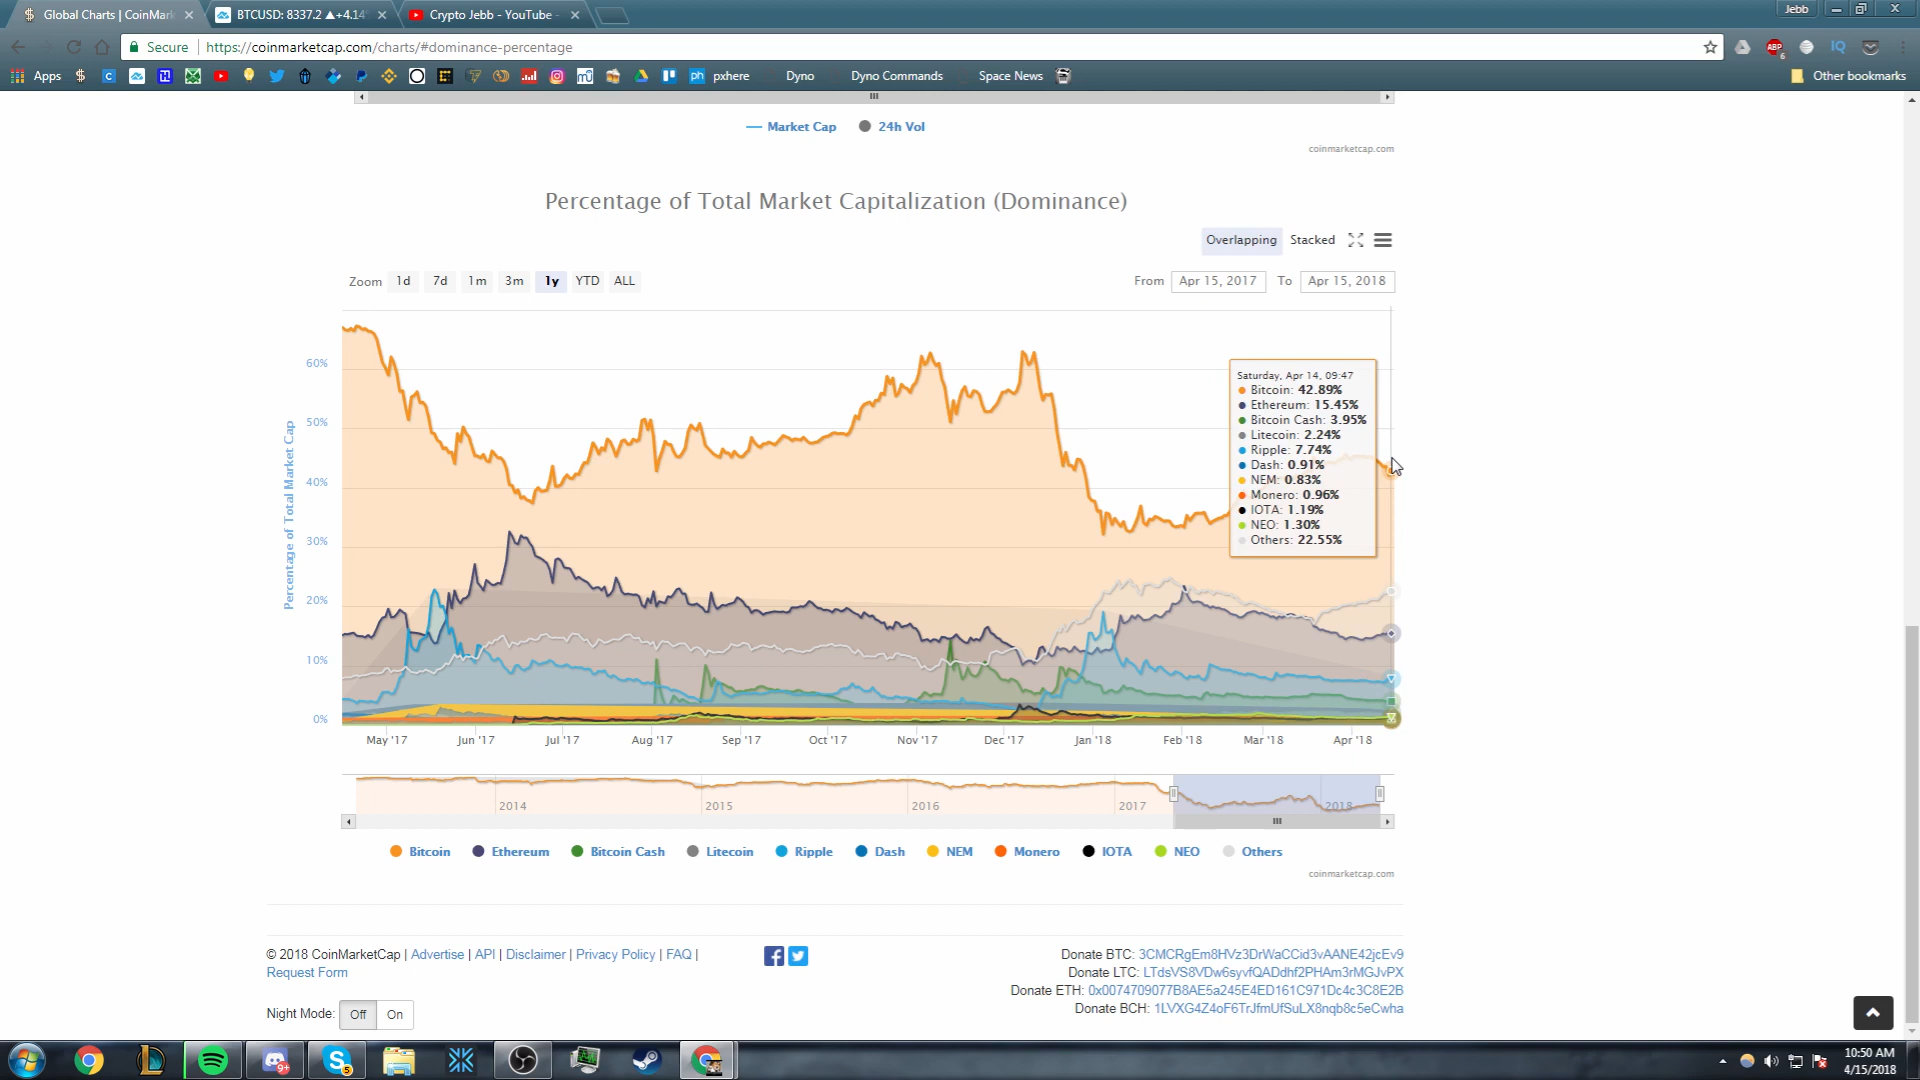 Global Charts | CoinMark
BTCUSD: 8337.2 ▲+4.14
Crypto Jebb - YouTube
Jebb
Secure
https://coinmarketcap.com/charts/#dominance-percentage
Apps
pxhere
Dyno
Dyno Commands
Space News
Other bookmarks
Market Cap
24h Vol
coinmarketcap.com
Percentage of Total Market Capitalization (Dominance)
Overlapping Stacked
Zoom 1d 7d 1m 3m 1y YTD ALL
From Apr 15, 2017 To Apr 15, 2018
Percentage of Total Market Cap
60%
50%
40%
30%
20%
10%
0%
Saturday, Apr 14, 09:47
Bitcoin: 42.89%
Ethereum: 15.45%
Bitcoin Cash: 3.95%
Litecoin: 2.24%
Ripple: 7.74%
Dash: 0.91%
NEM: 0.83%
Monero: 0.96%
IOTA: 1.19%
NEO: 1.30%
Others: 22.55%
May '17 Jun '17 Jul '17 Aug '17 Sep '17 Oct '17 Nov '17 Dec '17 Jan '18 Feb '18 Mar '18 Apr '18
2014 2015 2016 2017 2018
Bitcoin Ethereum Bitcoin Cash Litecoin Ripple Dash NEM Monero IOTA NEO Others
coinmarketcap.com
© 2018 CoinMarketCap | Advertise | API | Disclaimer | Privacy Policy | FAQ |
Request Form
Donate BTC: 3CMCRgEm8HVz3DrWaCCid3vAANE42jcEv9
Donate LTC: LTdsVS8VDw6syvfQADdhf2PHAm3rMGJvPX
Donate ETH: 0x0074709077B8AE5a245E4ED161C971Dc4c3C8E2B
Donate BCH: 1LVXG4Z4oF6TrJfmUfSuLX8nqb8c5eCwha
Night Mode: Off On
10:50 AM
4/15/2018